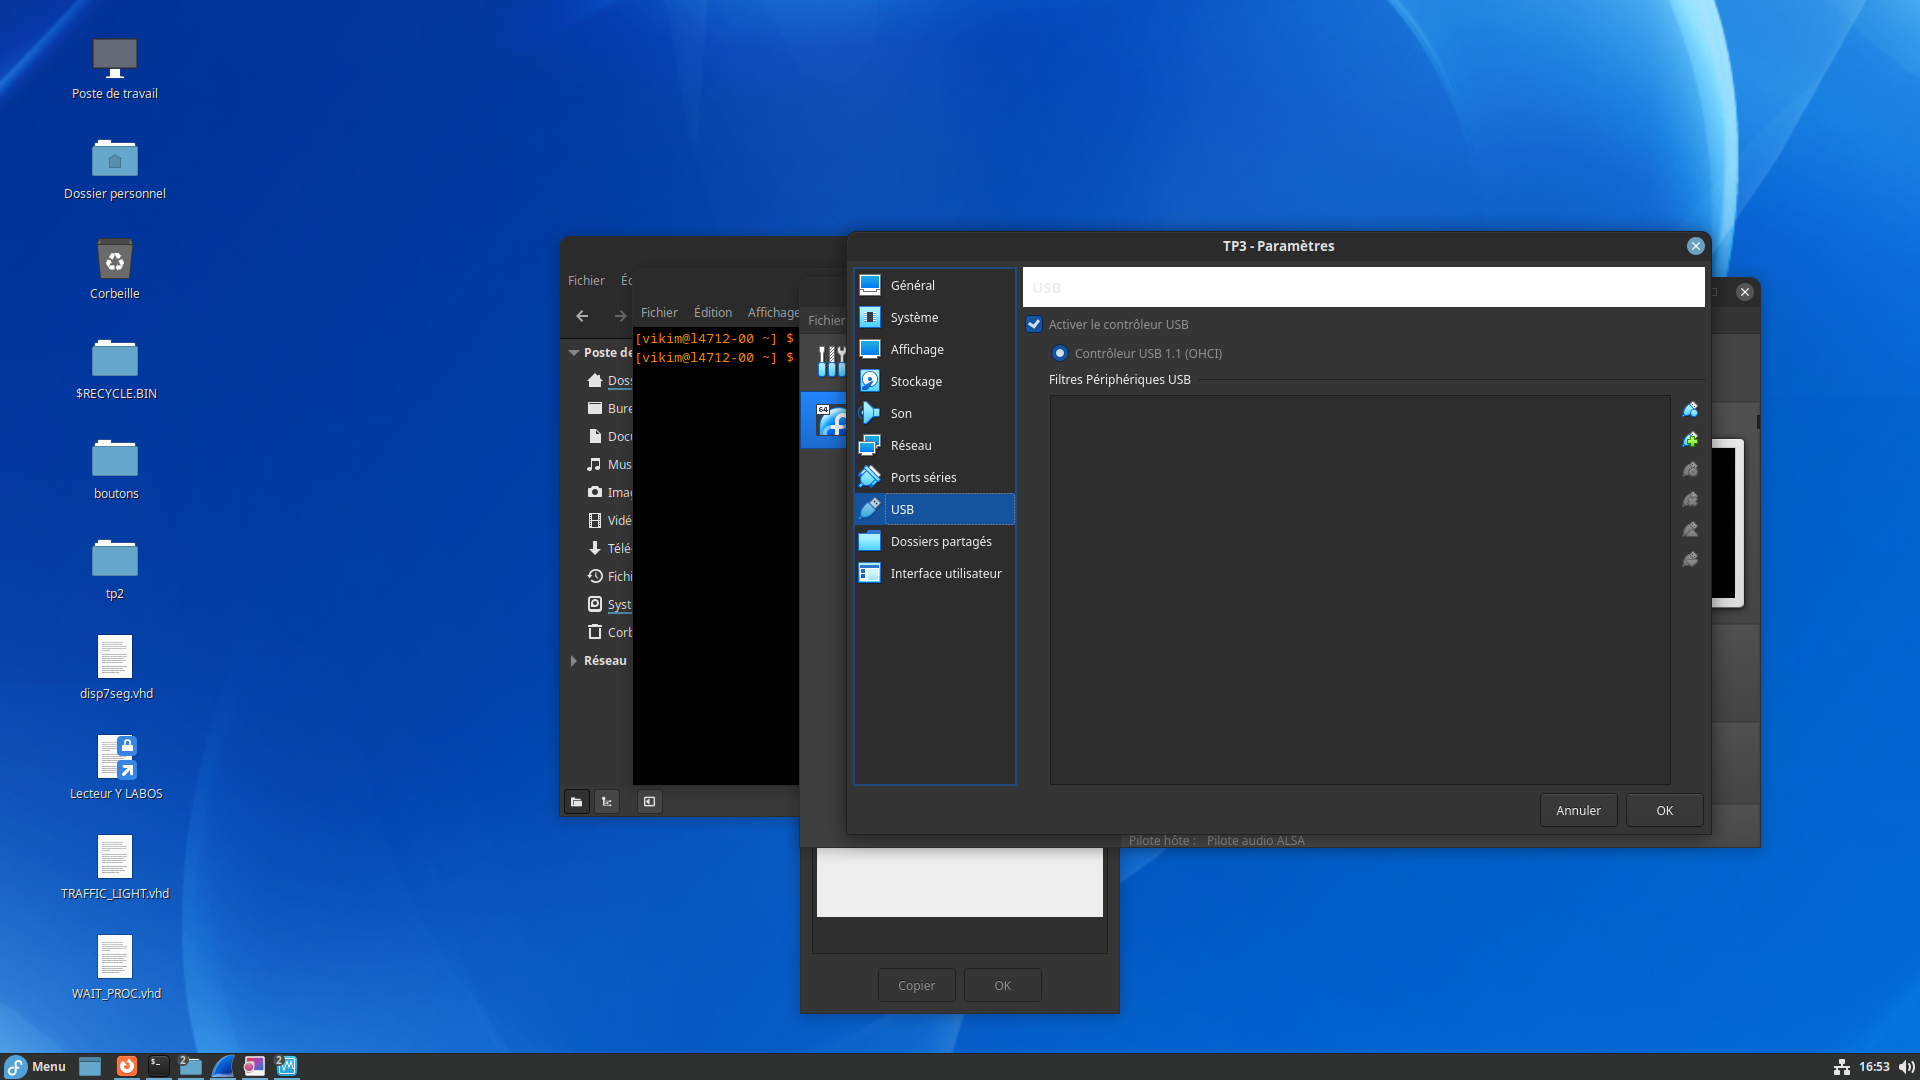 Poste de travail
Dossier personnel
Corbeille
$RECYCLE.BIN
boutons
tp2
disp7seg.vhd
Lecteur Y LABOS
TRAFFIC_LIGHT.vhd
WAIT_PROC.vhd
Fichier
Poste de
Doss
Bure
Docu
Mus
Imag
Vidé
Télé
Fichi
Syst
Corb
Réseau
Fichier Édition Affichage
[vikim@l4712-00 ~] $
[vikim@l4712-00 ~] $
Fichier
64
TP3 - Paramètres
Général
Système
Affichage
Stockage
Son
Réseau
Ports séries
USB
Dossiers partagés
Interface utilisateur
USB
Activer le contrôleur USB
Contrôleur USB 1.1 (OHCI)
Filtres Périphériques USB
Annuler OK
Pilote hôte : Pilote audio ALSA
Copier OK
Menu 2 2 16:53